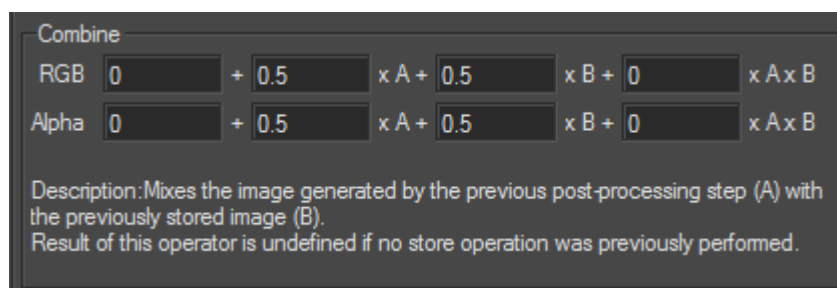 Combine
RGB 0 + 0.5 x A + 0.5 x B + 0 x A x B
Alpha 0 + 0.5 x A + 0.5 x B + 0 x A x B
Description:Mixes the image generated by the previous post-processing step (A) with
the previously stored image (B).
Result of this operator is undefined if no store operation was previously performed.